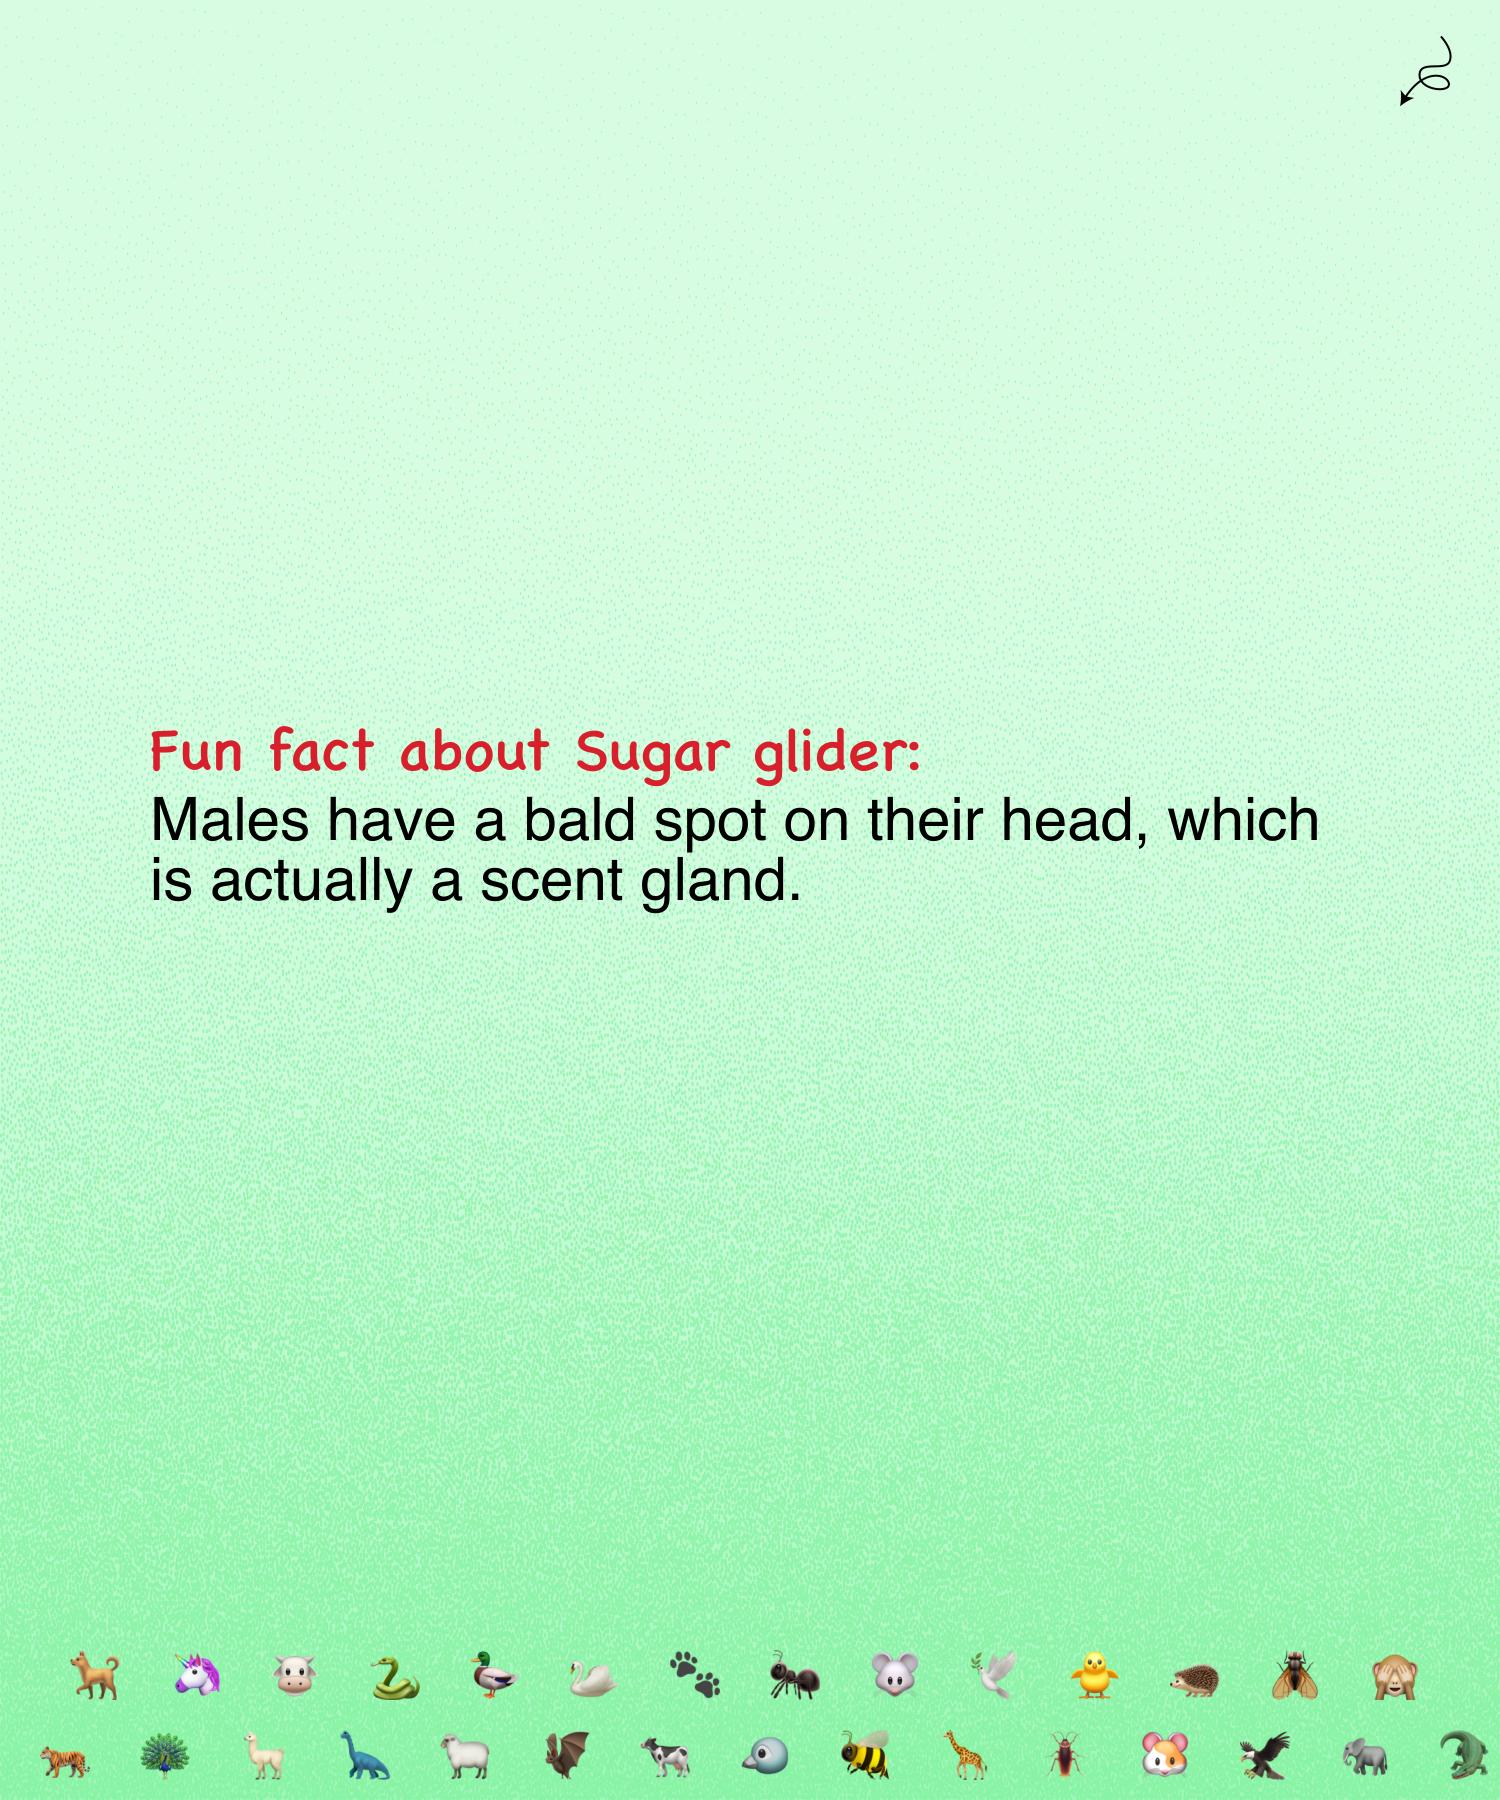 Fun fact about Sugar glider:
Males have a bald spot on their head, which
is actually a scent gland.